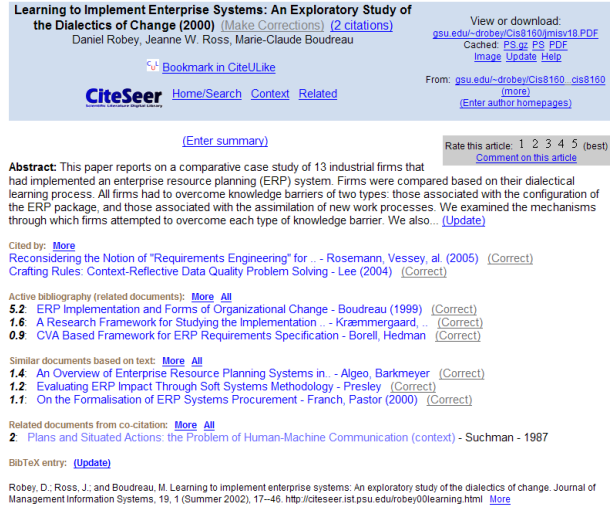 Learning to Implement Enterprise Systems: An Exploratory Study of
the Dialectics of Change (2000) (Make Corrections) (2 citations)
Daniel Robey, Jeanne W. Ross, Marie-Claude Boudreau
View or download:
gsu.edu/~drobey/Cis8160/jmisv18.PDF
Cached: PS.gz PS PDF
Image Update Help
Bookmark in CiteULike
From: gsu.edu/~drobey/Cis8160...cis8160
(more)
(Enter author homepages)
CiteSeer Home/Search Context Related
Scientific Literature Digital Library
(Enter summary)
Rate this article: 1 2 3 4 5 (best)
Comment on this article
Abstract: This paper reports on a comparative case study of 13 industrial firms that
had implemented an enterprise resource planning (ERP) system. Firms were compared based on their dialectical
learning process. All firms had to overcome knowledge barriers of two types: those associated with the configuration of
the ERP package, and those associated with the assimilation of new work processes. We examined the mechanisms
through which firms attempted to overcome each type of knowledge barrier. We also... (Update)
Cited by: More
Reconsidering the Notion of "Requirements Engineering" for .. - Rosemann, Vessey, al. (2005) (Correct)
Crafting Rules: Context-Reflective Data Quality Problem Solving - Lee (2004) (Correct)
Active bibliography (related documents): More All
5.2: ERP Implementation and Forms of Organizational Change - Boudreau (1999) (Correct)
1.6: A Research Framework for Studying the Implementation .. - Kræmmergaard, .. (Correct)
0.9: CVA Based Framework for ERP Requirements Specification - Borell, Hedman (Correct)
Similar documents based on text: More All
1.4: An Overview of Enterprise Resource Planning Systems in.. - Algeo, Barkmeyer (Correct)
1.2: Evaluating ERP Impact Through Soft Systems Methodology - Presley (Correct)
1.1: On the Formalisation of ERP Systems Procurement - Franch, Pastor (2000) (Correct)
Related documents from co-citation: More All
2: Plans and Situated Actions: the Problem of Human-Machine Communication (context) - Suchman - 1987
BibTeX entry: (Update)
Robey, D.; Ross, J.; and Boudreau, M. Learning to implement enterprise systems: An exploratory study of the dialectics of change. Journal of
Management Information Systems, 19, 1 (Summer 2002), 17--46. http://citeseer.ist.psu.edu/robey00learning.html More